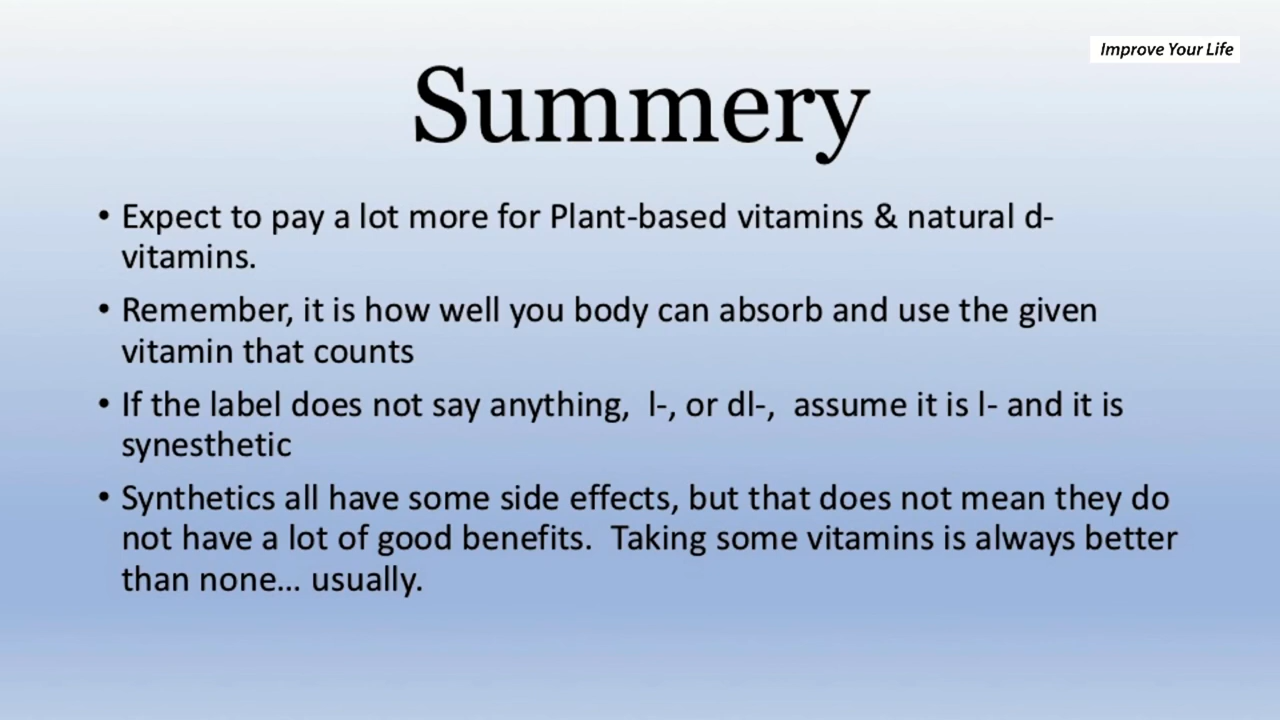 Improve Your Life
Summery
• Expect to pay a lot more for Plant-based vitamins & natural d-
vitamins.
• Remember, it is how well you body can absorb and use the given
vitamin that counts
• If the label does not say anything,  l-, or dl-,  assume it is l- and it is
synesthetic
• Synthetics all have some side effects, but that does not mean they do
not have a lot of good benefits.  Taking some vitamins is always better
than none... usually.